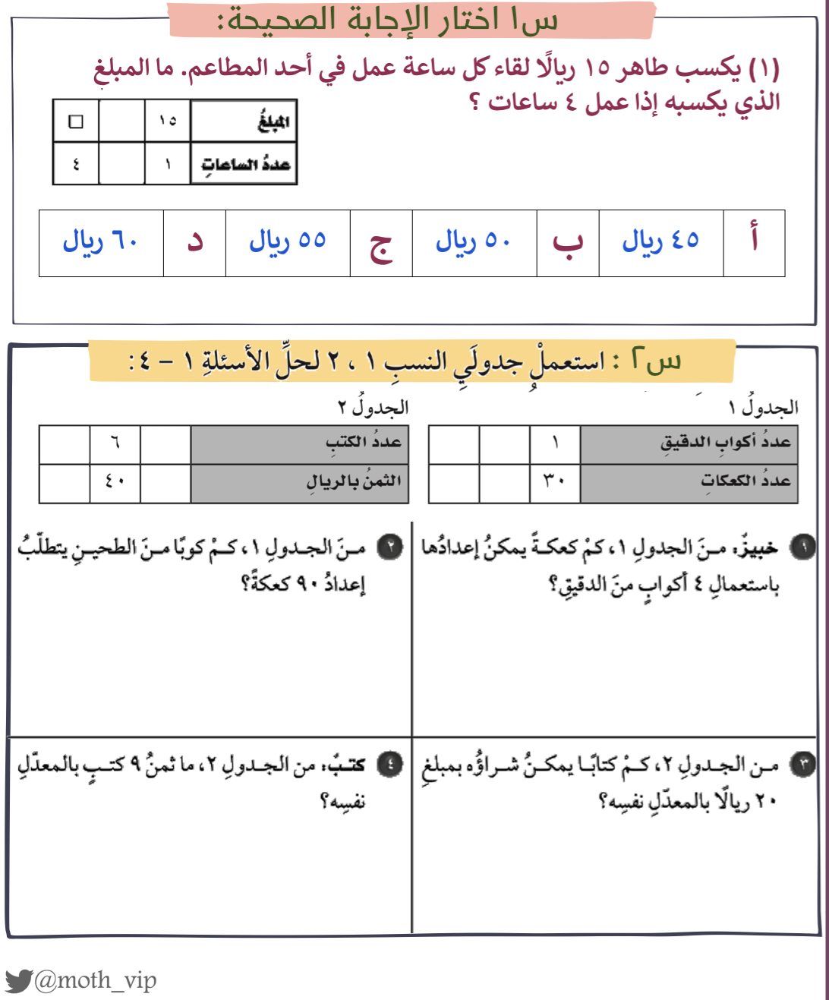 س١ اختار الإجابة الصحيحة:
(١) يكسب طاهر ١٥ ريالًا لقاء كل ساعة عمل في أحد المطاعم. ما المبلغ
الذي يكسبه إذا عمل ٤ ساعات ؟
المبلغُ ١٥ □
عددُ الساعاتِ ١ ٤
أ ٤٥ ريال ب ٥٠ ريال ج ٥٥ ريال د ٦٠ ريال
س٢ : استعملْ جدولَيِ النسبِ ١ ، ٢ لحلِّ الأسئلةِ ١ – ٤:
الجدولُ ١
عددُ أكوابِ الدقيقِ ١
عددُ الكعكاتِ ٣٠
الجدولُ ٢
عددُ الكتبِ ٦
الثمنُ بالريالِ ٤٠
١ خبيزٌ: منَ الجدولِ ١، كمْ كعكةً يمكنُ إعدادُها
باستعمالِ ٤ أكوابٍ منَ الدقيقِ؟
٢ منَ الجدولِ ١، كمْ كوبًا منَ الطحينِ يتطلّبُ
إعدادُ ٩٠ كعكةً؟
٣ من الجدولِ ٢، كمْ كتابًا يمكنُ شراؤُه بمبلغِ
٢٠ ريالًا بالمعدّلِ نفسِه؟
٤ كتبٌ: من الجدولِ ٢، ما ثمنُ ٩ كتبٍ بالمعدّلِ
نفسِه؟
@moth_vip